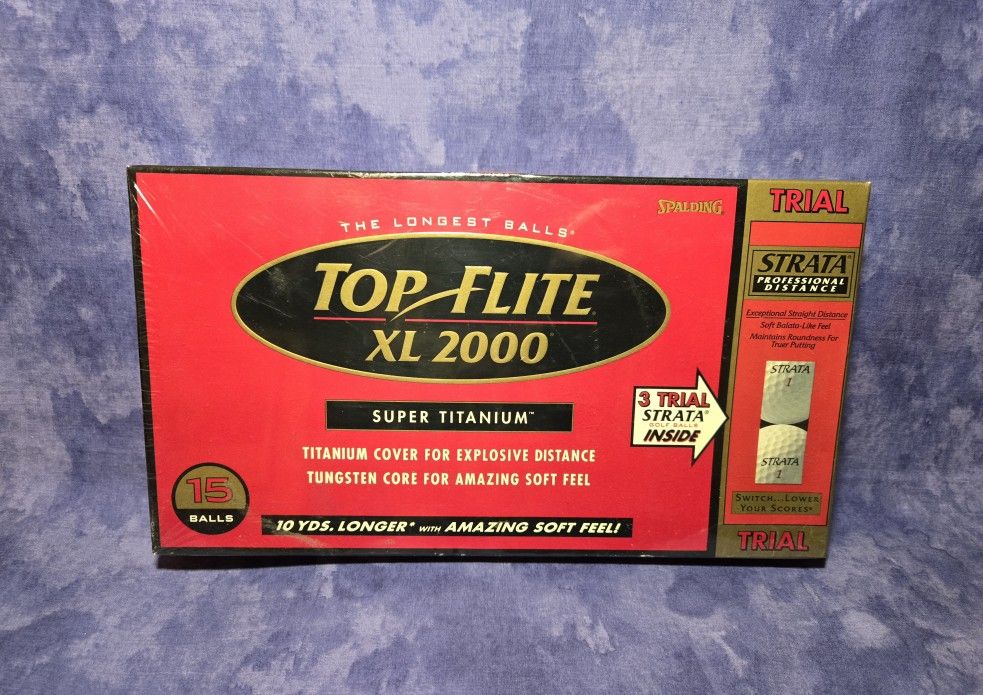 SPALDING
THE LONGEST BALLS®
TOP FLITE
XL 2000
SUPER TITANIUM™
TITANIUM COVER FOR EXPLOSIVE DISTANCE
TUNGSTEN CORE FOR AMAZING SOFT FEEL
15
BALLS
10 YDS. LONGER* WITH AMAZING SOFT FEEL!
3 TRIAL
STRATA®
GOLF BALLS
INSIDE
TRIAL
STRATA®
PROFESSIONAL
DISTANCE
Exceptional Straight Distance
Soft Balata-Like Feel
Maintains Roundness For
Truer Putting
STRATA
1
STRATA
1
SWITCH...LOWER
YOUR SCORES®
TRIAL